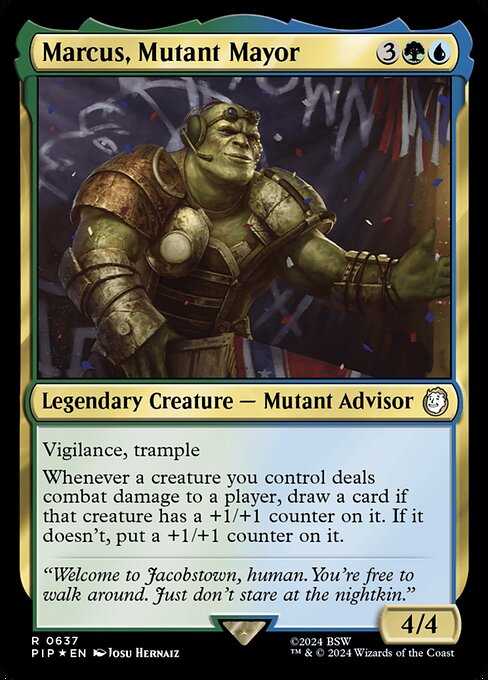 Marcus, Mutant Mayor 3
TOWN
Legendary Creature — Mutant Advisor
Vigilance, trample
Whenever a creature you control deals
combat damage to a player, draw a card if
that creature has a +1/+1 counter on it. If it
doesn't, put a +1/+1 counter on it.
“Welcome to Jacobstown, human. You're free to
walk around. Just don't stare at the nightkin.”
4/4
R 0637
PIP ★ EN Josu Hernaiz
©2024 BSW
™ & © 2024 Wizards of the Coast